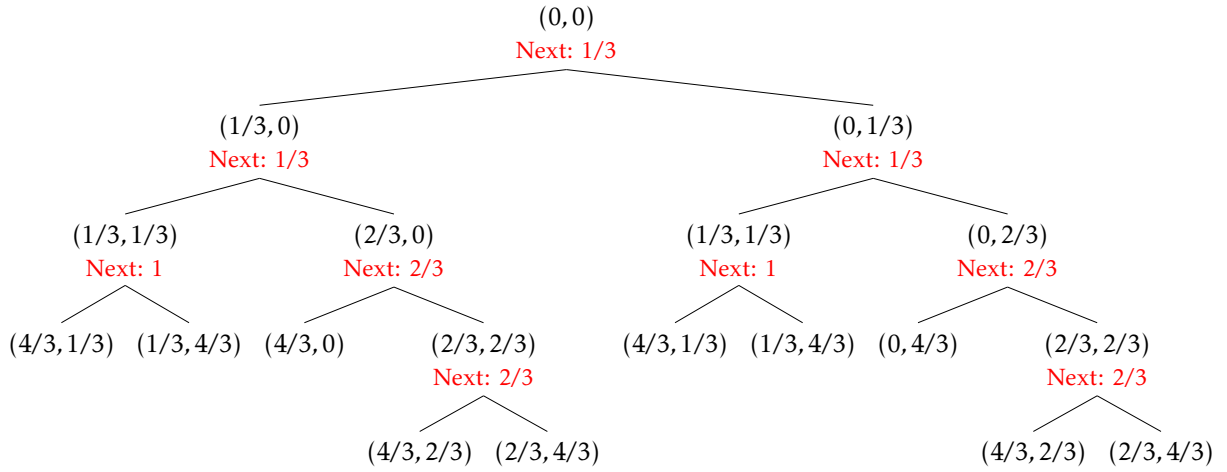 (0,0)
Next: 1/3
(1/3,0) (0,1/3)
Next: 1/3 Next: 1/3
(1/3,1/3) (2/3,0) (1/3,1/3) (0,2/3)
Next: 1 Next: 2/3 Next: 1 Next: 2/3
(4/3,1/3) (1/3,4/3) (4/3,0) (2/3,2/3) (4/3,1/3) (1/3,4/3) (0,4/3) (2/3,2/3)
Next: 2/3 Next: 2/3
(4/3,2/3) (2/3,4/3) (4/3,2/3) (2/3,4/3)